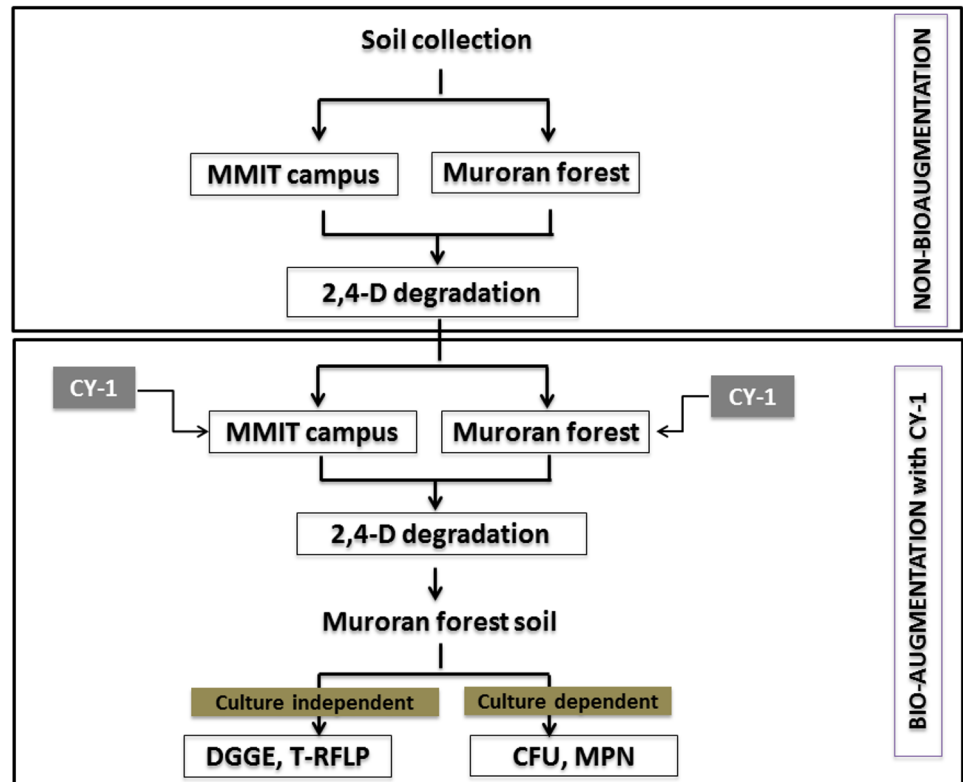 Soil collection
MMIT campus
Muroran forest
2,4-D degradation
NON-BIOAUGMENTATION
CY-1
CY-1
MMIT campus
Muroran forest
2,4-D degradation
Muroran forest soil
Culture independent
Culture dependent
DGGE, T-RFLP
CFU, MPN
BIO-AUGMENTATION with CY-1